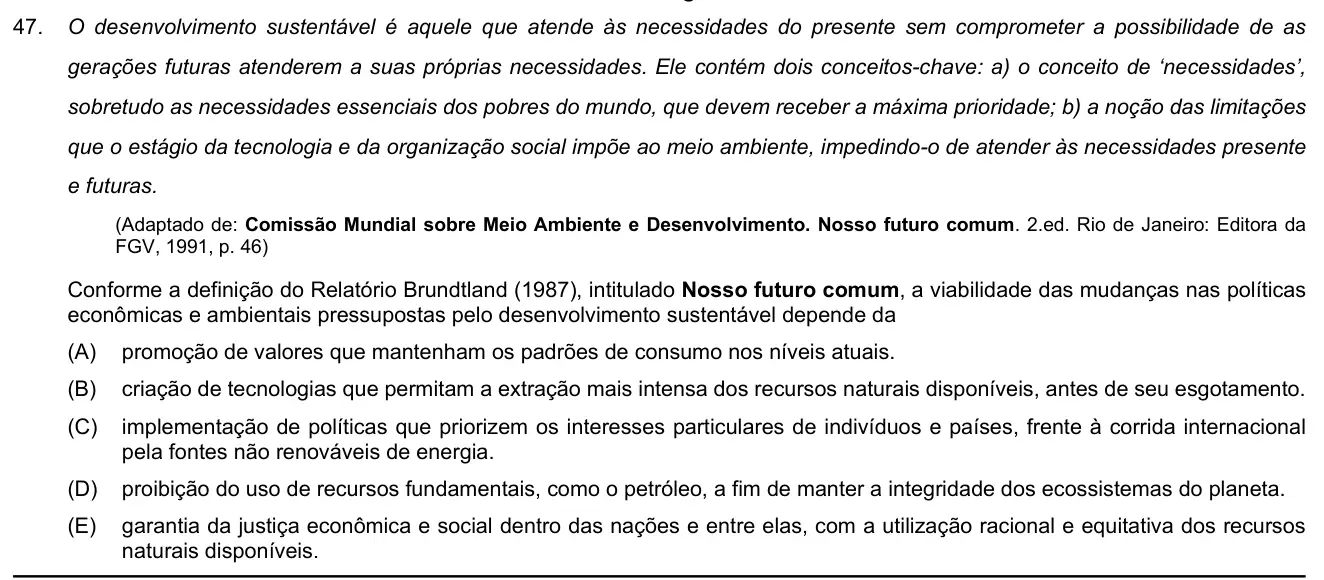 47. O desenvolvimento sustentável é aquele que atende às necessidades do presente sem comprometer a possibilidade de as
gerações futuras atenderem a suas próprias necessidades. Ele contém dois conceitos-chave: a) o conceito de ‘necessidades’,
sobretudo as necessidades essenciais dos pobres do mundo, que devem receber a máxima prioridade; b) a noção das limitações
que o estágio da tecnologia e da organização social impõe ao meio ambiente, impedindo-o de atender às necessidades presente
e futuras.
(Adaptado de: Comissão Mundial sobre Meio Ambiente e Desenvolvimento. Nosso futuro comum. 2.ed. Rio de Janeiro: Editora da
FGV, 1991, p. 46)
Conforme a definição do Relatório Brundtland (1987), intitulado Nosso futuro comum, a viabilidade das mudanças nas políticas
econômicas e ambientais pressupostas pelo desenvolvimento sustentável depende da
(A) promoção de valores que mantenham os padrões de consumo nos níveis atuais.
(B) criação de tecnologias que permitam a extração mais intensa dos recursos naturais disponíveis, antes de seu esgotamento.
(C) implementação de políticas que priorizem os interesses particulares de indivíduos e países, frente à corrida internacional
pela fontes não renováveis de energia.
(D) proibição do uso de recursos fundamentais, como o petróleo, a fim de manter a integridade dos ecossistemas do planeta.
(E) garantia da justiça econômica e social dentro das nações e entre elas, com a utilização racional e equitativa dos recursos
naturais disponíveis.